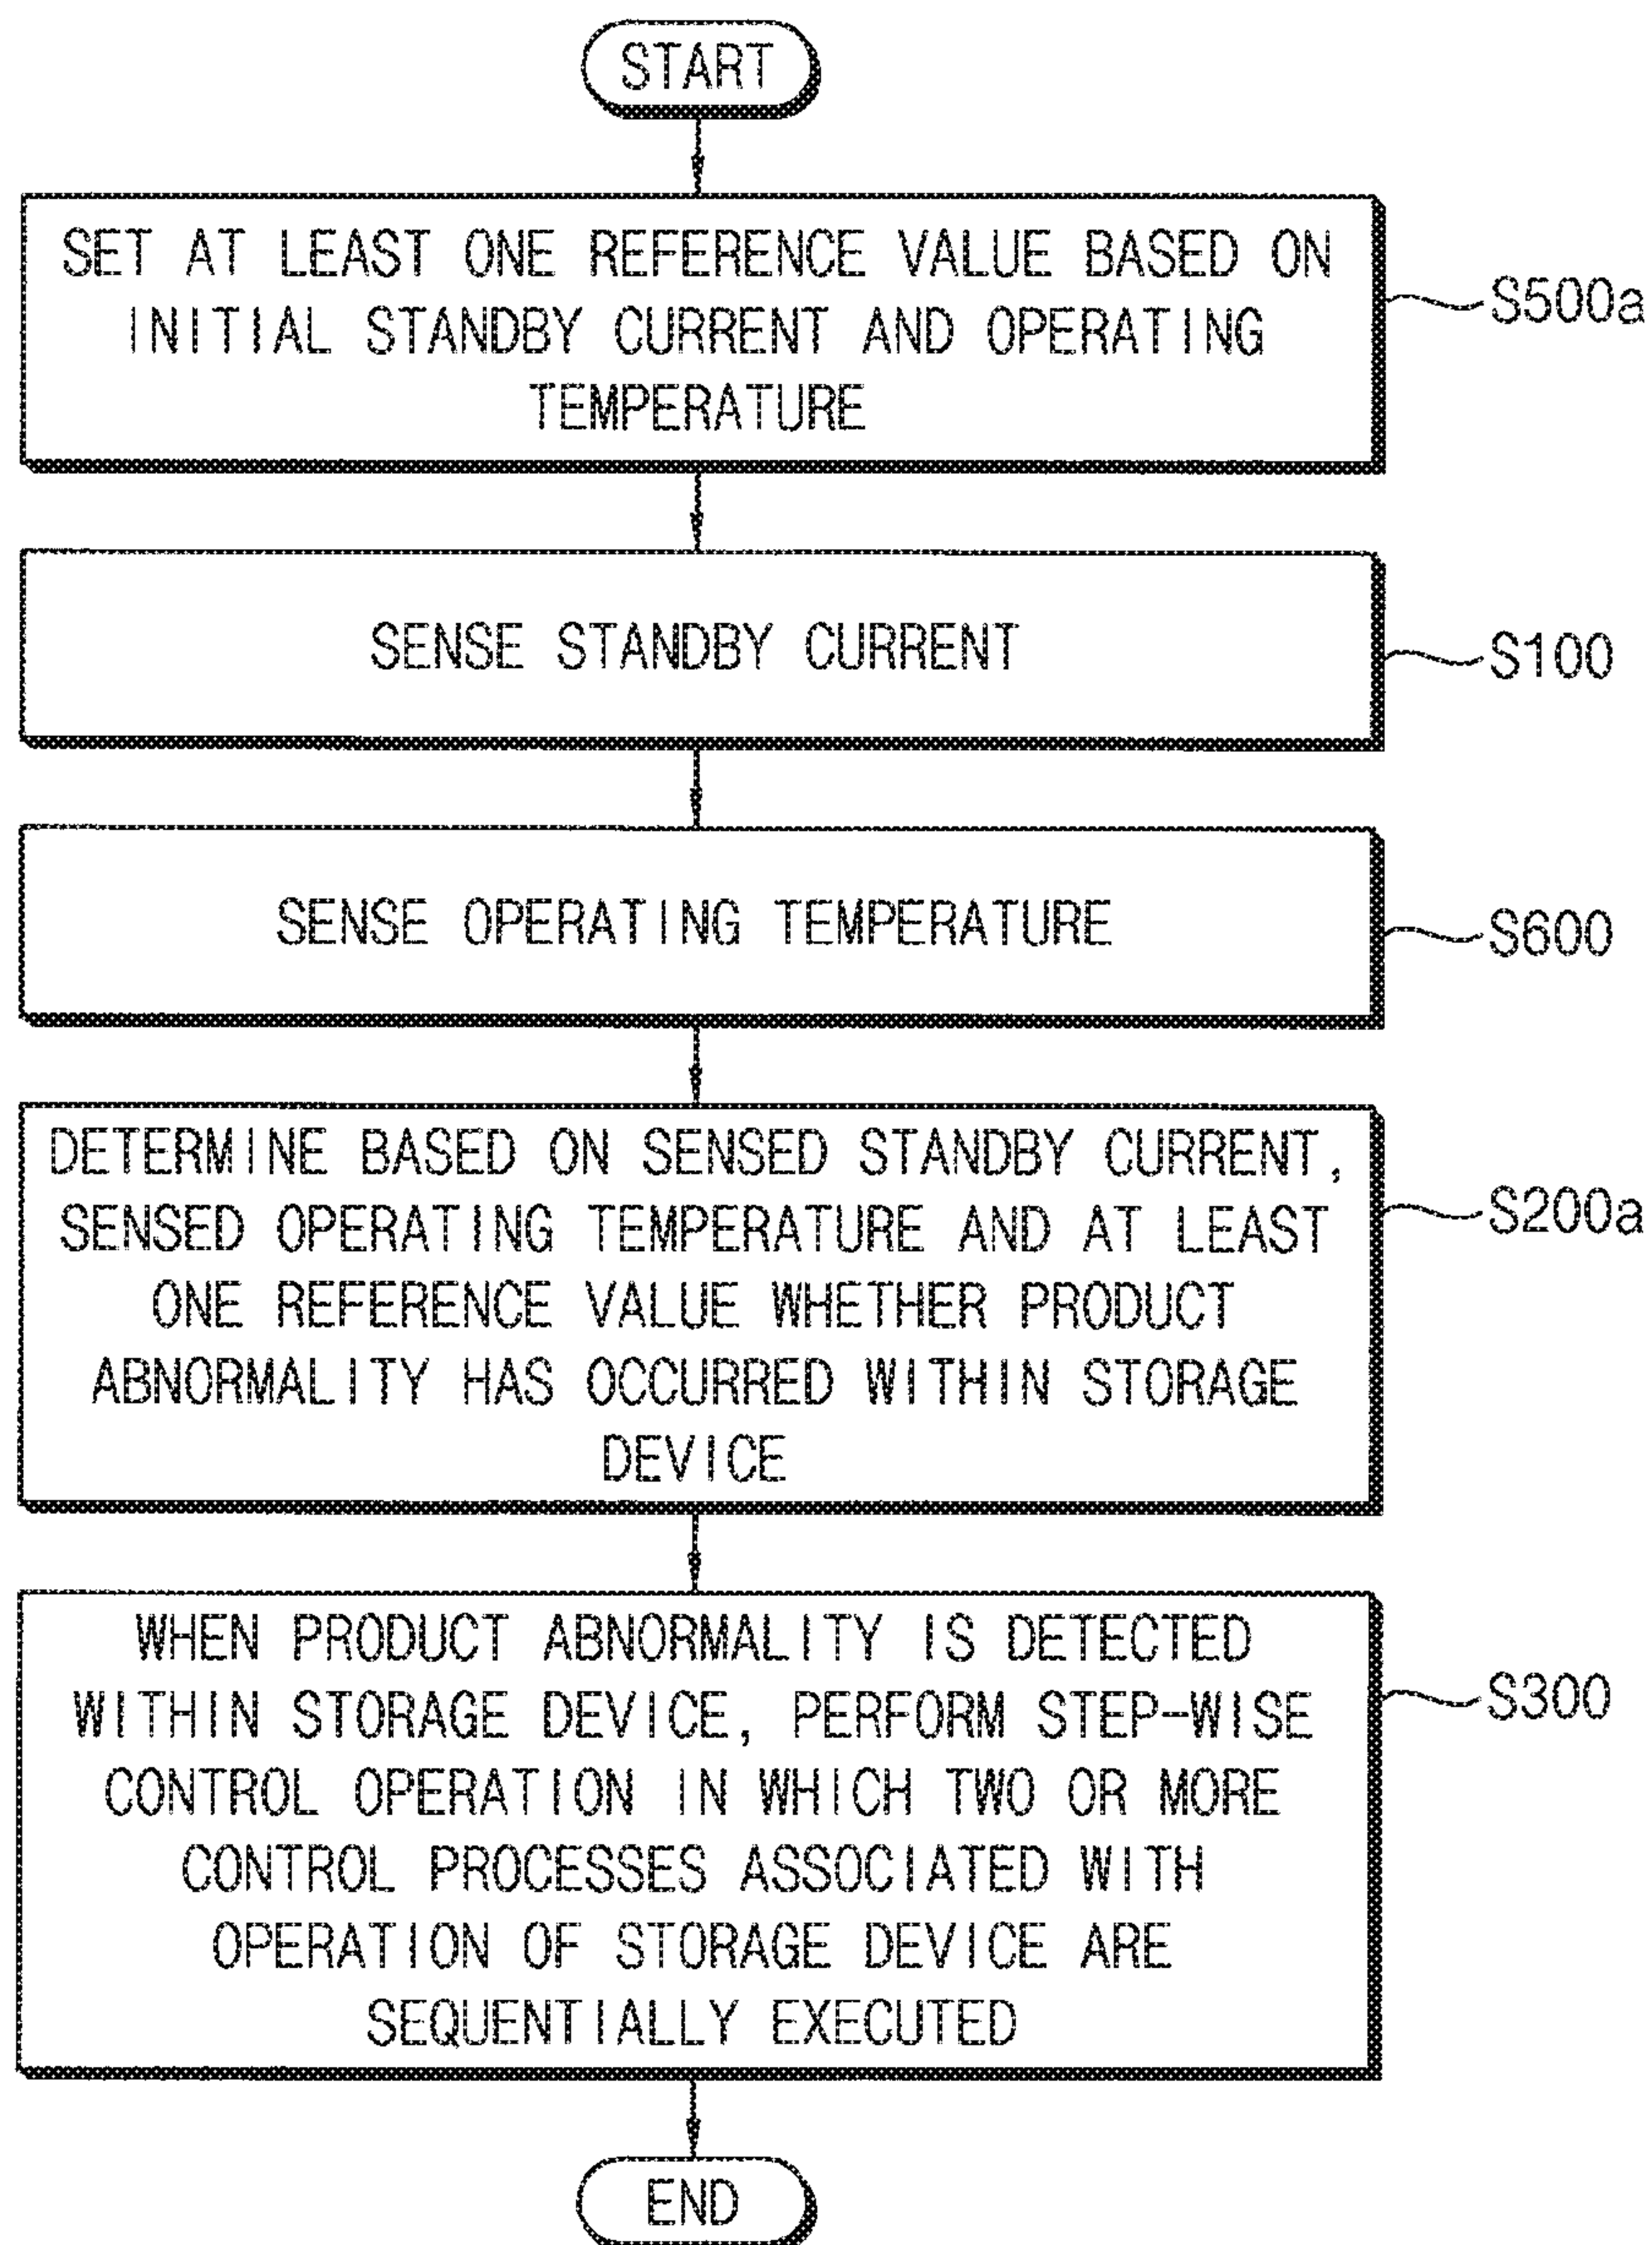 START
SET AT LEAST ONE REFERENCE VALUE BASED ON
INITIAL STANDBY CURRENT AND OPERATING
TEMPERATURE
S500a
SENSE STANDBY CURRENT
S100
SENSE OPERATING TEMPERATURE
S600
DETERMINE BASED ON SENSED STANDBY CURRENT,
SENSED OPERATING TEMPERATURE AND AT LEAST
ONE REFERENCE VALUE WHETHER PRODUCT
ABNORMALITY HAS OCCURRED WITHIN STORAGE
DEVICE
S200a
WHEN PRODUCT ABNORMALITY IS DETECTED
WITHIN STORAGE DEVICE, PERFORM STEP-WISE
CONTROL OPERATION IN WHICH TWO OR MORE
CONTROL PROCESSES ASSOCIATED WITH
OPERATION OF STORAGE DEVICE ARE
SEQUENTIALLY EXECUTED
S300
END